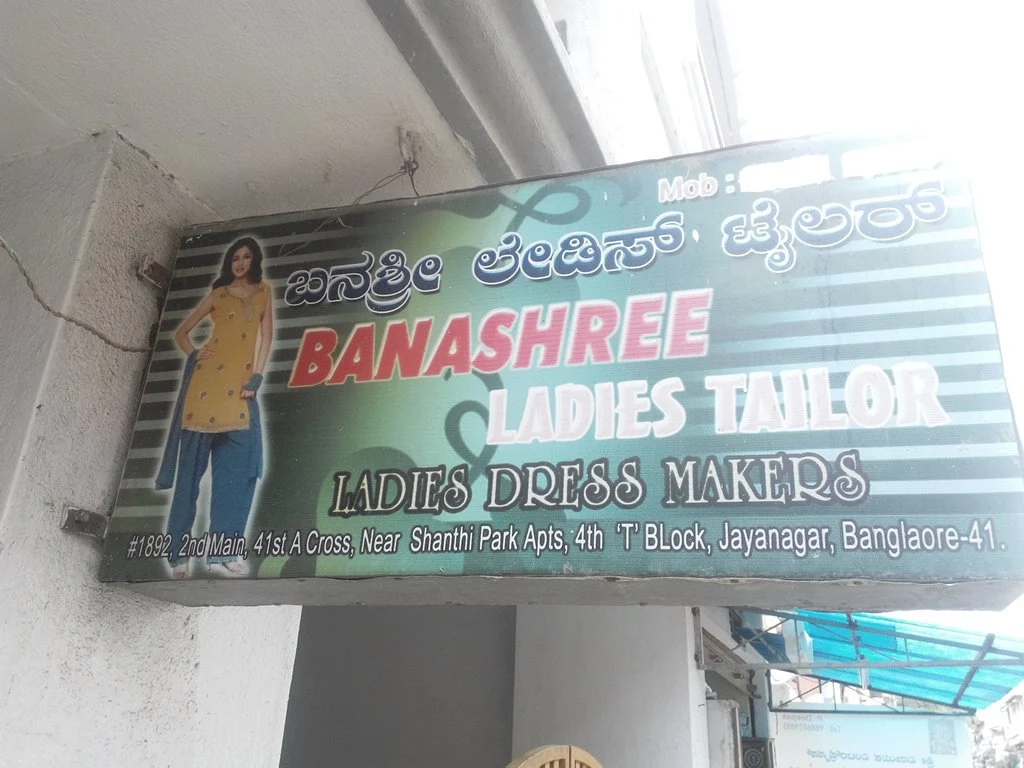 Mob :
ಬನಶ್ರೀ ಲೇಡಿಸ್ ಟೈಲರ್
BANASHREE
LADIES TAILOR
LADIES DRESS MAKERS
#1892, 2nd Main, 41st A Cross, Near Shanthi Park Apts, 4th 'T' BLock, Jayanagar, Banglaore-41.